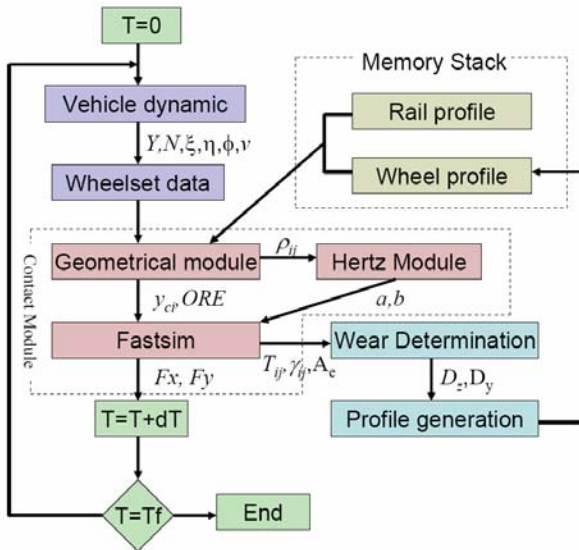 T=0
Memory Stack
Vehicle dynamic
Rail profile
Y,N,ξ,η,ϕ,v
Wheelset data
Wheel profile
Contact Module
Geometrical module
ρij
Hertz Module
yci, ORE
a,b
Fastsim
Wear Determination
Fx, Fy
Tij, γij, Ae
Dz, Dy
T=T+dT
Profile generation
T=Tf
End